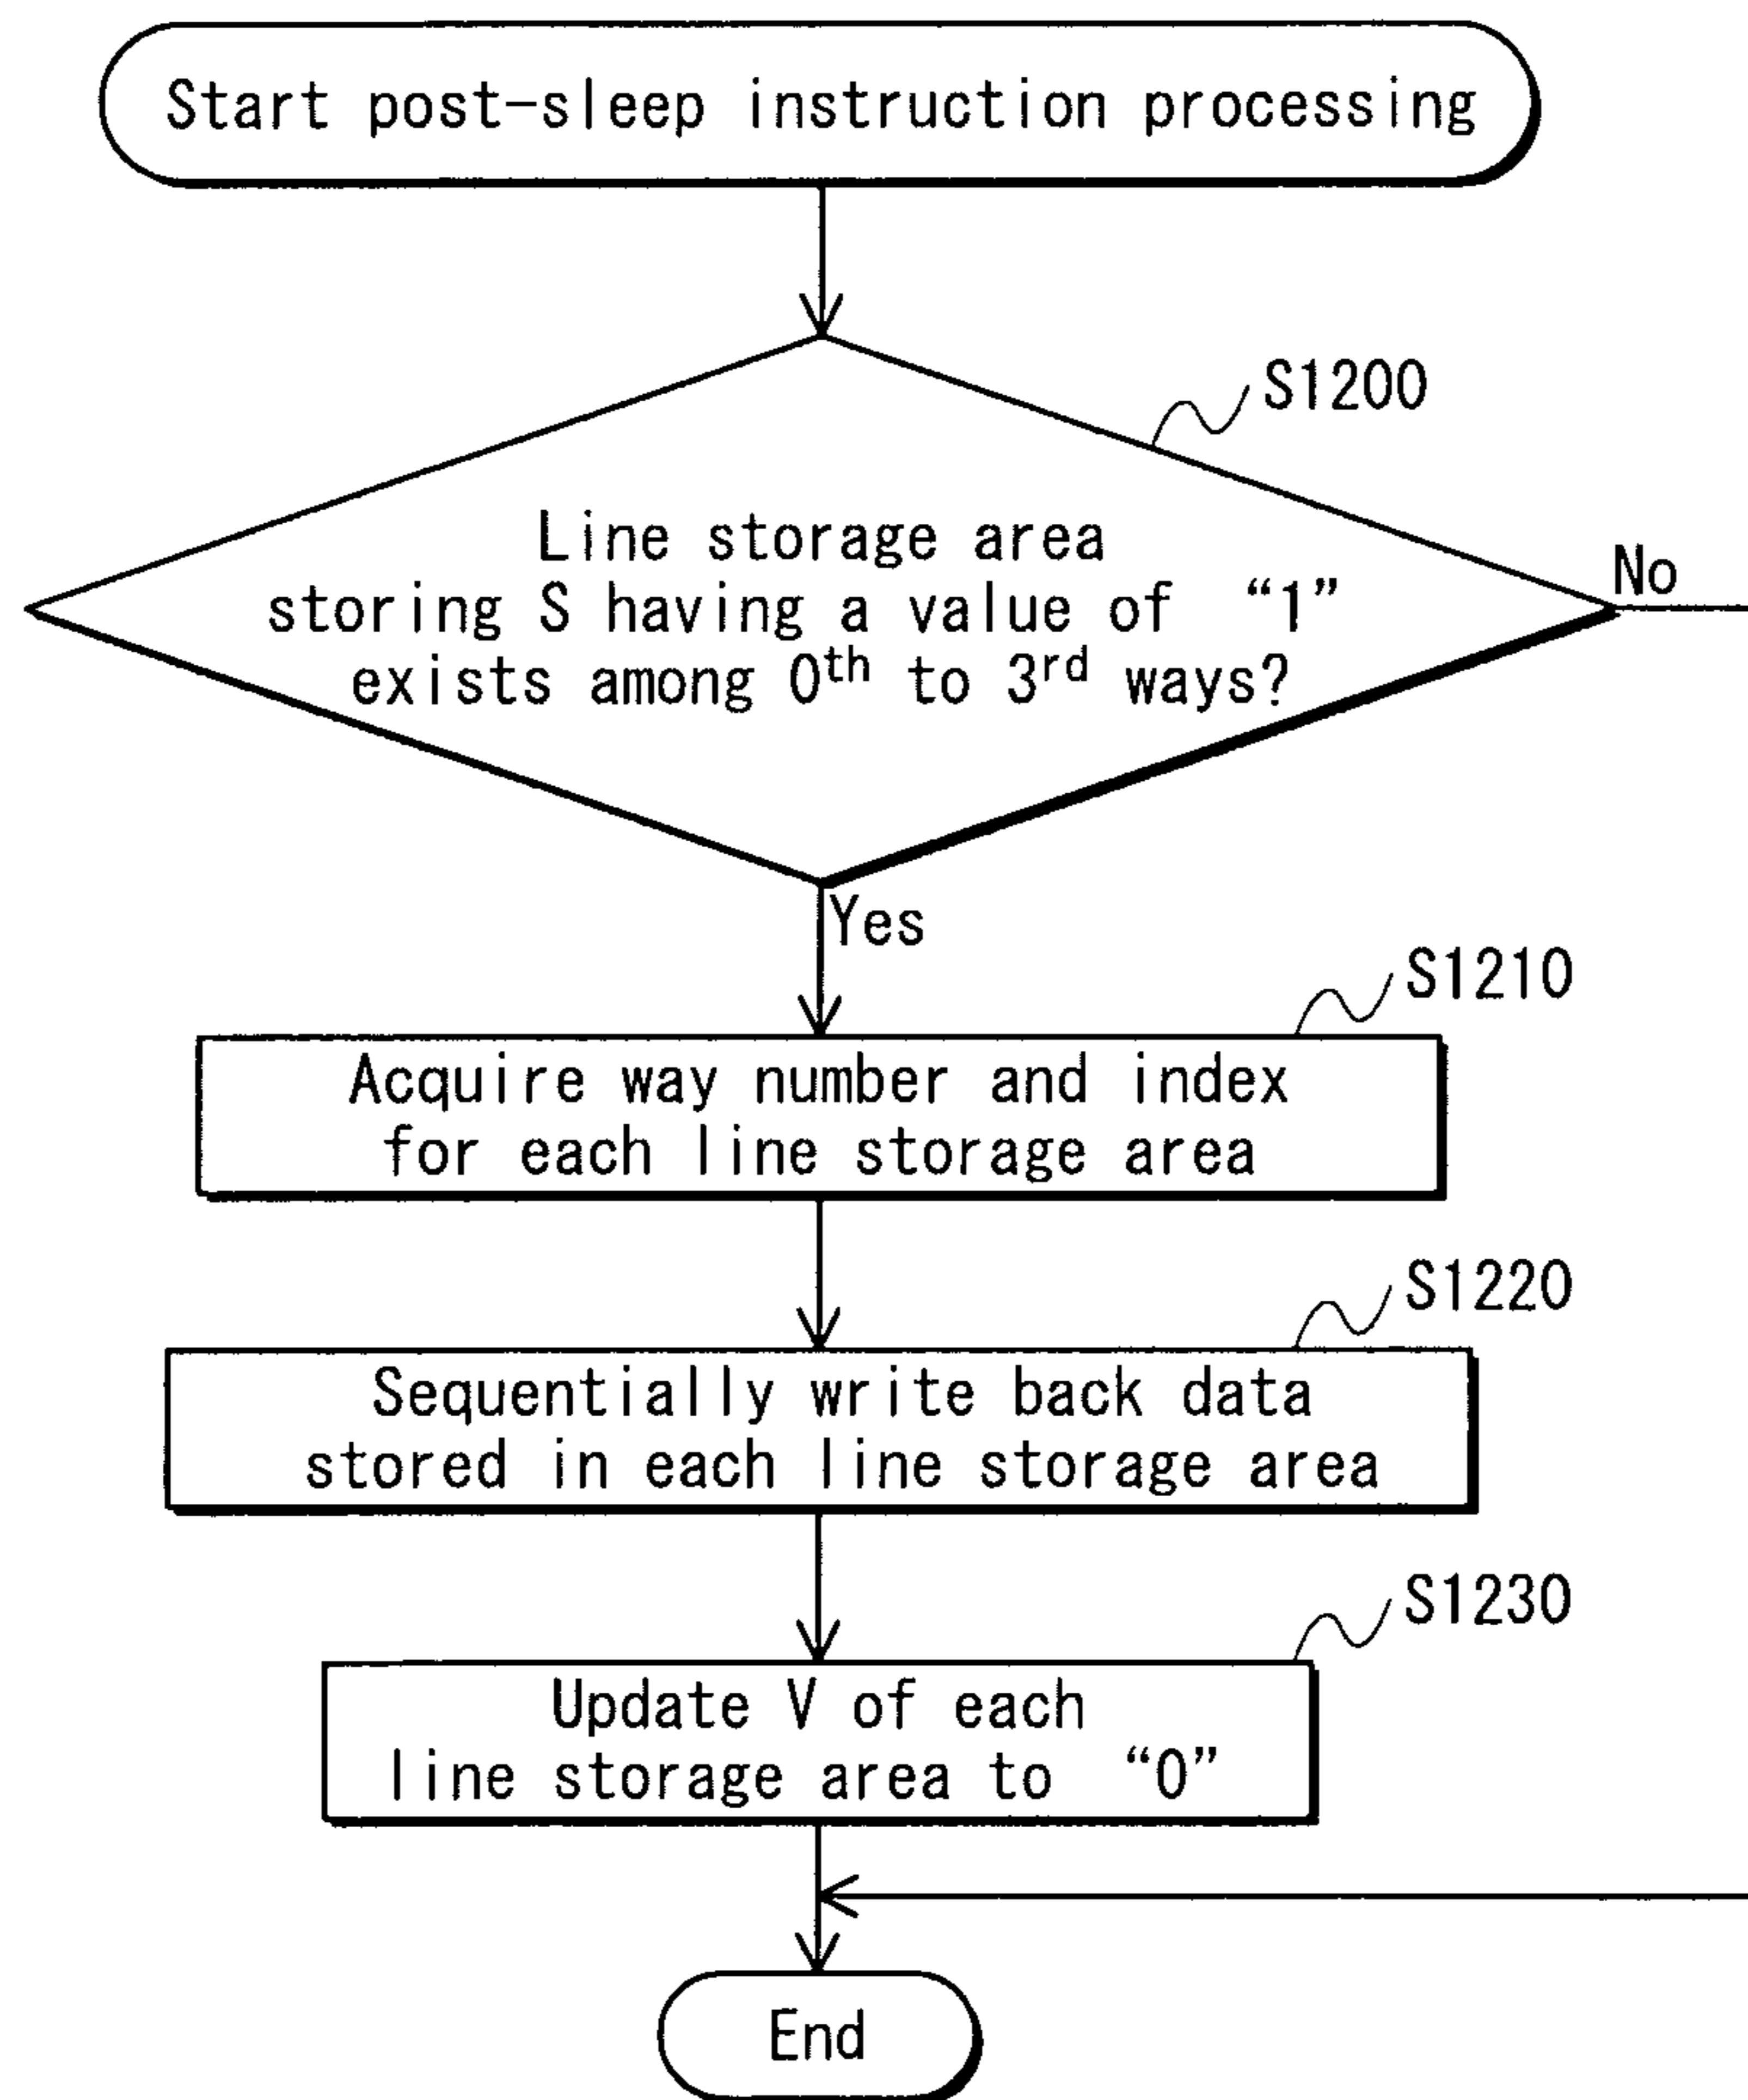 Start post-sleep instruction processing
S1200
Line storage area
storing S having a value of “1”
exists among 0th to 3rd ways?
No
Yes
S1210
Acquire way number and index
for each line storage area
S1220
Sequentially write back data
stored in each line storage area
S1230
Update V of each
line storage area to “0”
End